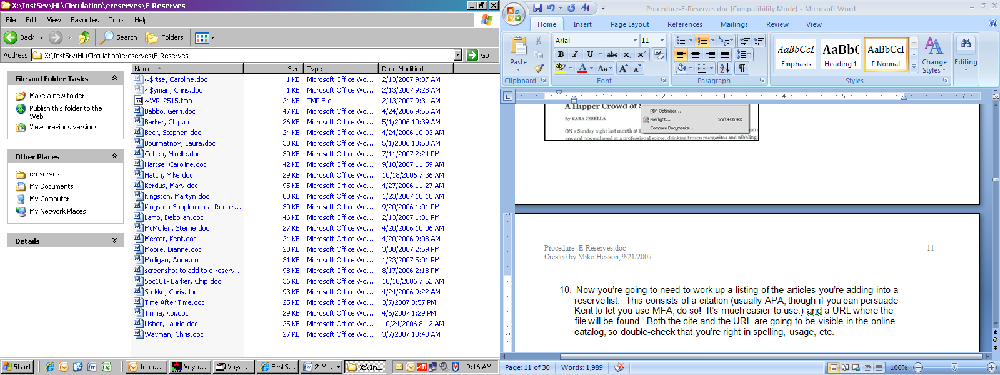 X:\InstSrv\HL\Circulation\ereserves\E-Reserves
File Edit View Favorites Tools Help
Back Search Folders
Address X:\InstSrv\HL\Circulation\ereserves\E-Reserves Go
File and Folder Tasks
Make a new folder
Publish this folder to the
Web
View previous versions
Other Places
ereserves
My Documents
My Computer
My Network Places
Details
Name Size Type Date Modified
~$rtse, Caroline.doc 1 KB Microsoft Office Wo... 2/13/2007 9:37 AM
~$yman, Chris.doc 1 KB Microsoft Office Wo... 2/13/2007 9:28 AM
~WRL2515.tmp 24 KB TMP File 2/13/2007 9:31 AM
Babbo, Gerri.doc 47 KB Microsoft Office Wo... 4/24/2006 9:55 AM
Barker, Chip.doc 26 KB Microsoft Office Wo... 5/1/2006 10:39 AM
Beck, Stephen.doc 24 KB Microsoft Office Wo... 4/24/2006 10:03 AM
Bourmatnov, Laura.doc 30 KB Microsoft Office Wo... 5/1/2006 10:53 AM
Cohen, Mirelle.doc 30 KB Microsoft Office Wo... 7/11/2007 2:24 PM
Hartse, Caroline.doc 42 KB Microsoft Office Wo... 9/10/2007 11:59 AM
Hatch, Mike.doc 29 KB Microsoft Office Wo... 10/18/2006 7:36 AM
Kerdus, Mary.doc 95 KB Microsoft Office Wo... 4/27/2006 11:27 AM
Kingston, Martyn.doc 83 KB Microsoft Office Wo... 1/23/2007 10:18 AM
Kingston-Supplemental Requir... 30 KB Microsoft Office Wo... 9/20/2006 1:01 PM
Lamb, Deborah.doc 46 KB Microsoft Office Wo... 2/13/2007 1:01 PM
McMullen, Sterne.doc 27 KB Microsoft Office Wo... 4/20/2006 10:06 AM
Mercer, Kent.doc 24 KB Microsoft Office Wo... 4/20/2006 9:08 AM
Moore, Dianne.doc 28 KB Microsoft Office Wo... 3/30/2007 2:59 PM
Mulligan, Anne.doc 31 KB Microsoft Office Wo... 1/23/2007 5:01 PM
screenshot to add to e-reserv... 98 KB Microsoft Office Wo... 8/17/2006 2:18 PM
Soc101- Barker, Chip.doc 36 KB Microsoft Office Wo... 10/18/2006 7:52 AM
Stokke, Chris.doc 93 KB Microsoft Office Wo... 4/24/2006 9:22 AM
Time After Time.doc 25 KB Microsoft Office Wo... 3/7/2007 3:57 PM
Tirima, Koi.doc 29 KB Microsoft Office Wo... 4/5/2007 1:29 PM
Usher, Laurie.doc 25 KB Microsoft Office Wo... 10/24/2006 8:12 AM
Wayman, Chris.doc 27 KB Microsoft Office Wo... 3/7/2007 10:43 AM
Start Inbo... Voya... Voya... FirstS... 2 Mi... X:\In... ATI 9:16 AM
Procedure-E-Reserves.doc [Compatibility Mode] - Microsoft Word
Home Insert Page Layout References Mailings Review View
Paste
Clipboard
Arial 11
B I U abc x₂ x²
ab A Aa A A
Font
Paragraph
AaBbCcI AaBbC AaBbCcI
Emphasis Heading 1 ¶ Normal
Change
Styles
Styles
Editing
1 2 3 4 5 7
A Hipper Crowd of S
By KARA JESELLA
ON a Sunday night last month at
20s and 30s gathered at a professional soiree, drinking frozen margaritas and nibbling
PDF Optimizer...
Preflight... Shift+Ctrl+X
Compare Documents...
Procedure- E-Reserves.doc 11
Created by Mike Hesson, 9/21/2007
10. Now you're going to need to work up a listing of the articles you're adding into a
reserve list. This consists of a citation (usually APA, though if you can persuade
Kent to let you use MFA, do so! It's much easier to use.) and a URL where the
file will be found. Both the cite and the URL are going to be visible in the online
catalog, so double-check that you're right in spelling, usage, etc.
Page: 11 of 30 Words: 1,989 100%